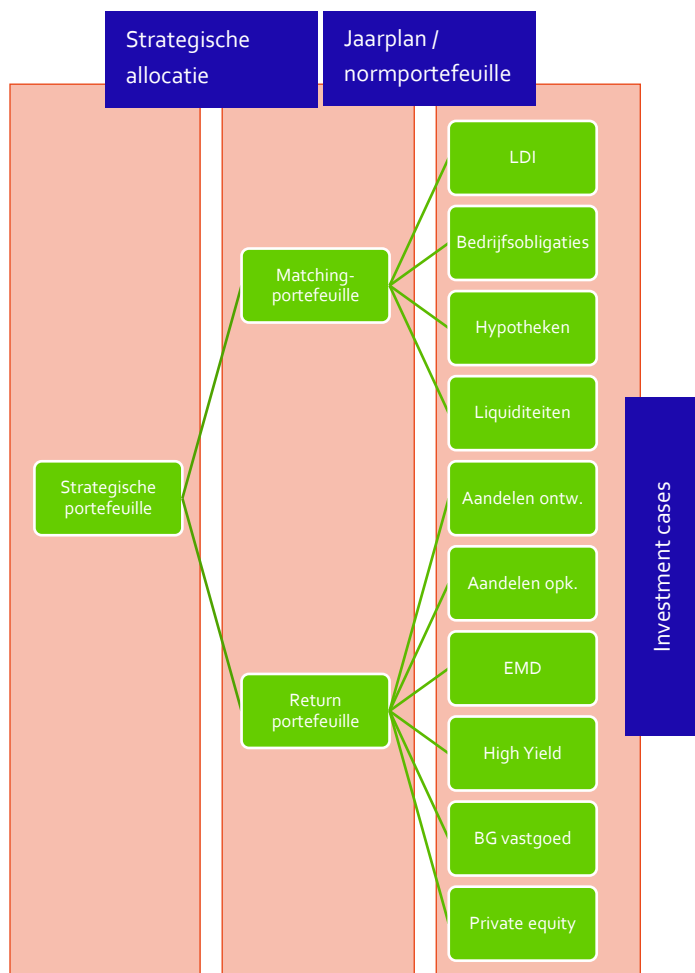 Strategische
allocatie
Jaarplan /
normportefeuille
LDI
Bedrijfsobligaties
Matching-
portefeuille
Hypotheken
Liquiditeiten
Strategische
portefeuille
Aandelen ontw.
Aandelen opk.
EMD
Return
portefeuille
High Yield
BG vastgoed
Private equity
Investment cases